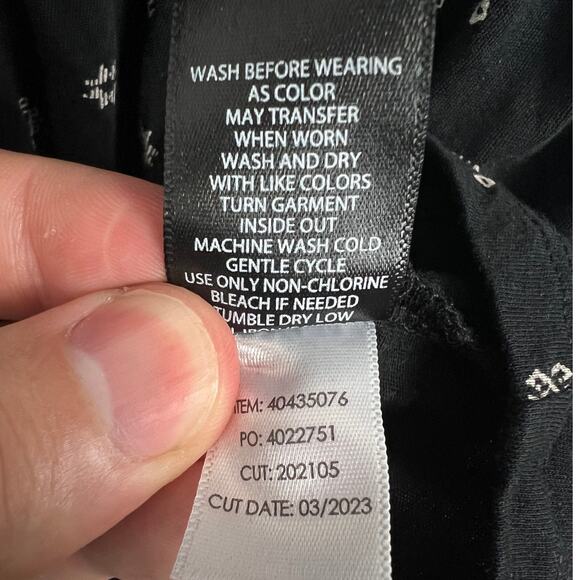 WASH BEFORE WEARING
AS COLOR
MAY TRANSFER
WHEN WORN
WASH AND DRY
WITH LIKE COLORS
TURN GARMENT
INSIDE OUT
MACHINE WASH COLD
GENTLE CYCLE
USE ONLY NON-CHLORINE
BLEACH IF NEEDED
TUMBLE DRY LOW
ITEM: 40435076
PO: 4022751
CUT: 202105
CUT DATE: 03/2023